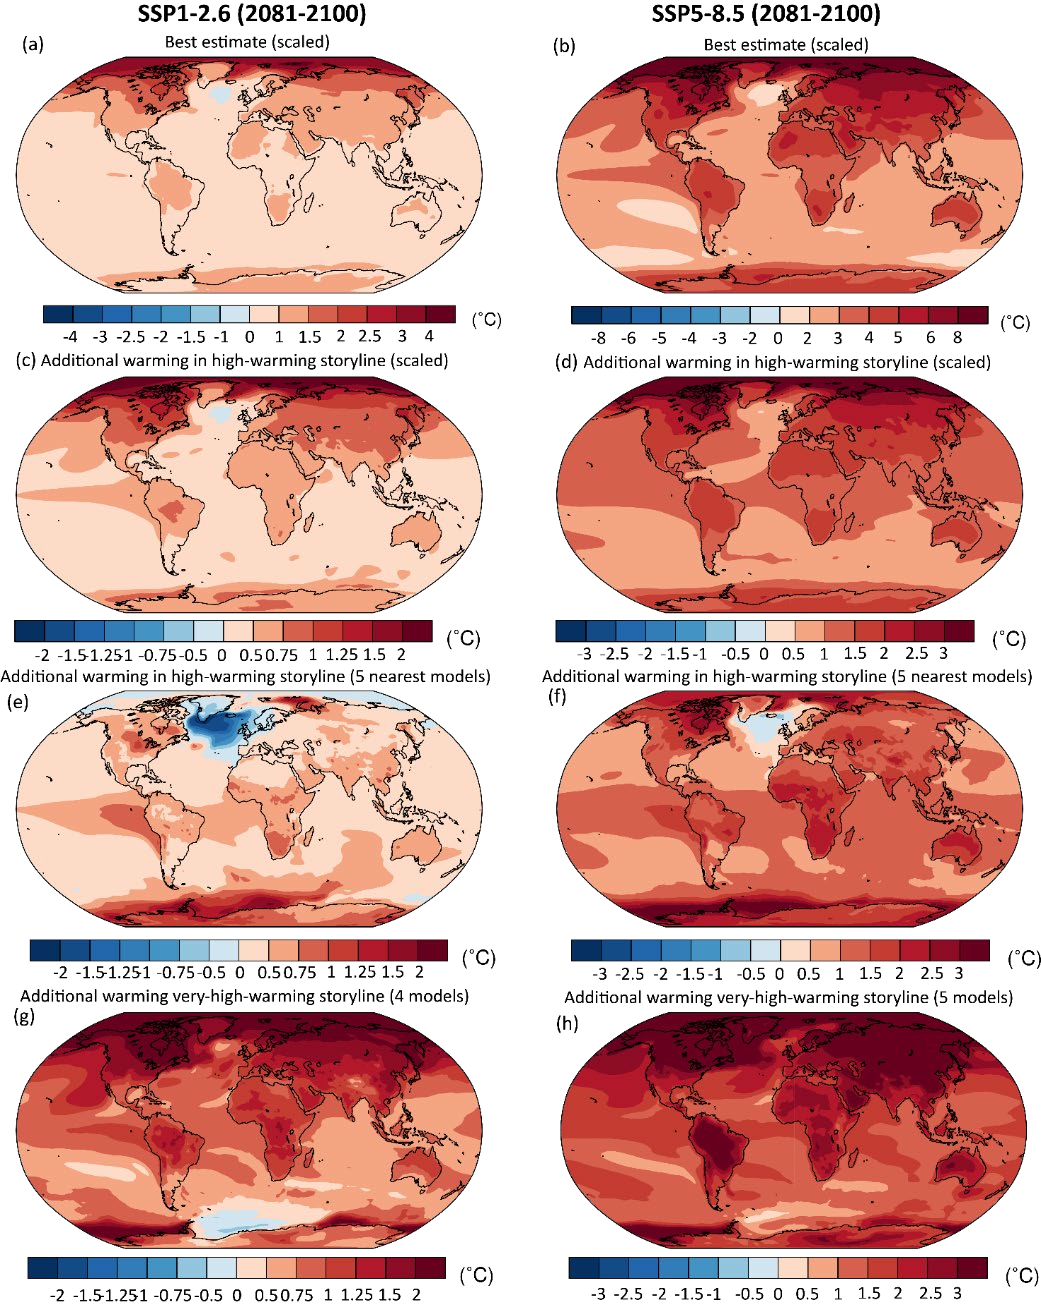 SSP1-2.6 (2081-2100)
SSP5-8.5 (2081-2100)
(a)
Best estimate (scaled)
(b)
Best estimate (scaled)
-4 -3 -2.5 -2 -1.5 -1 0 1 1.5 2 2.5 3 4
(˚C)
-8 -6 -5 -4 -3 -2 0 2 3 4 5 6 8
(˚C)
(c) Additional warming in high-warming storyline (scaled)
(d) Additional warming in high-warming storyline (scaled)
-2 -1.5-1.25-1 -0.75-0.5 0 0.5 0.75 1 1.25 1.5 2
(˚C)
-3 -2.5 -2 -1.5 -1 -0.5 0 0.5 1 1.5 2 2.5 3
(˚C)
Additional warming in high-warming storyline (5 nearest models)
(e)
Additional warming in high-warming storyline (5 nearest models)
(f)
-2 -1.5-1.25-1 -0.75-0.5 0 0.50.75 1 1.25 1.5 2
(˚C)
-3 -2.5 -2 -1.5 -1 -0.5 0 0.5 1 1.5 2 2.5 3
(˚C)
Additional warming very-high-warming storyline (4 models)
(g)
Additional warming very-high-warming storyline (5 models)
(h)
-2 -1.5-1.25-1 -0.75-0.5 0 0.50.75 1 1.25 1.5 2
(˚C)
-3 -2.5 -2 -1.5 -1 -0.5 0 0.5 1 1.5 2 2.5 3
(˚C)